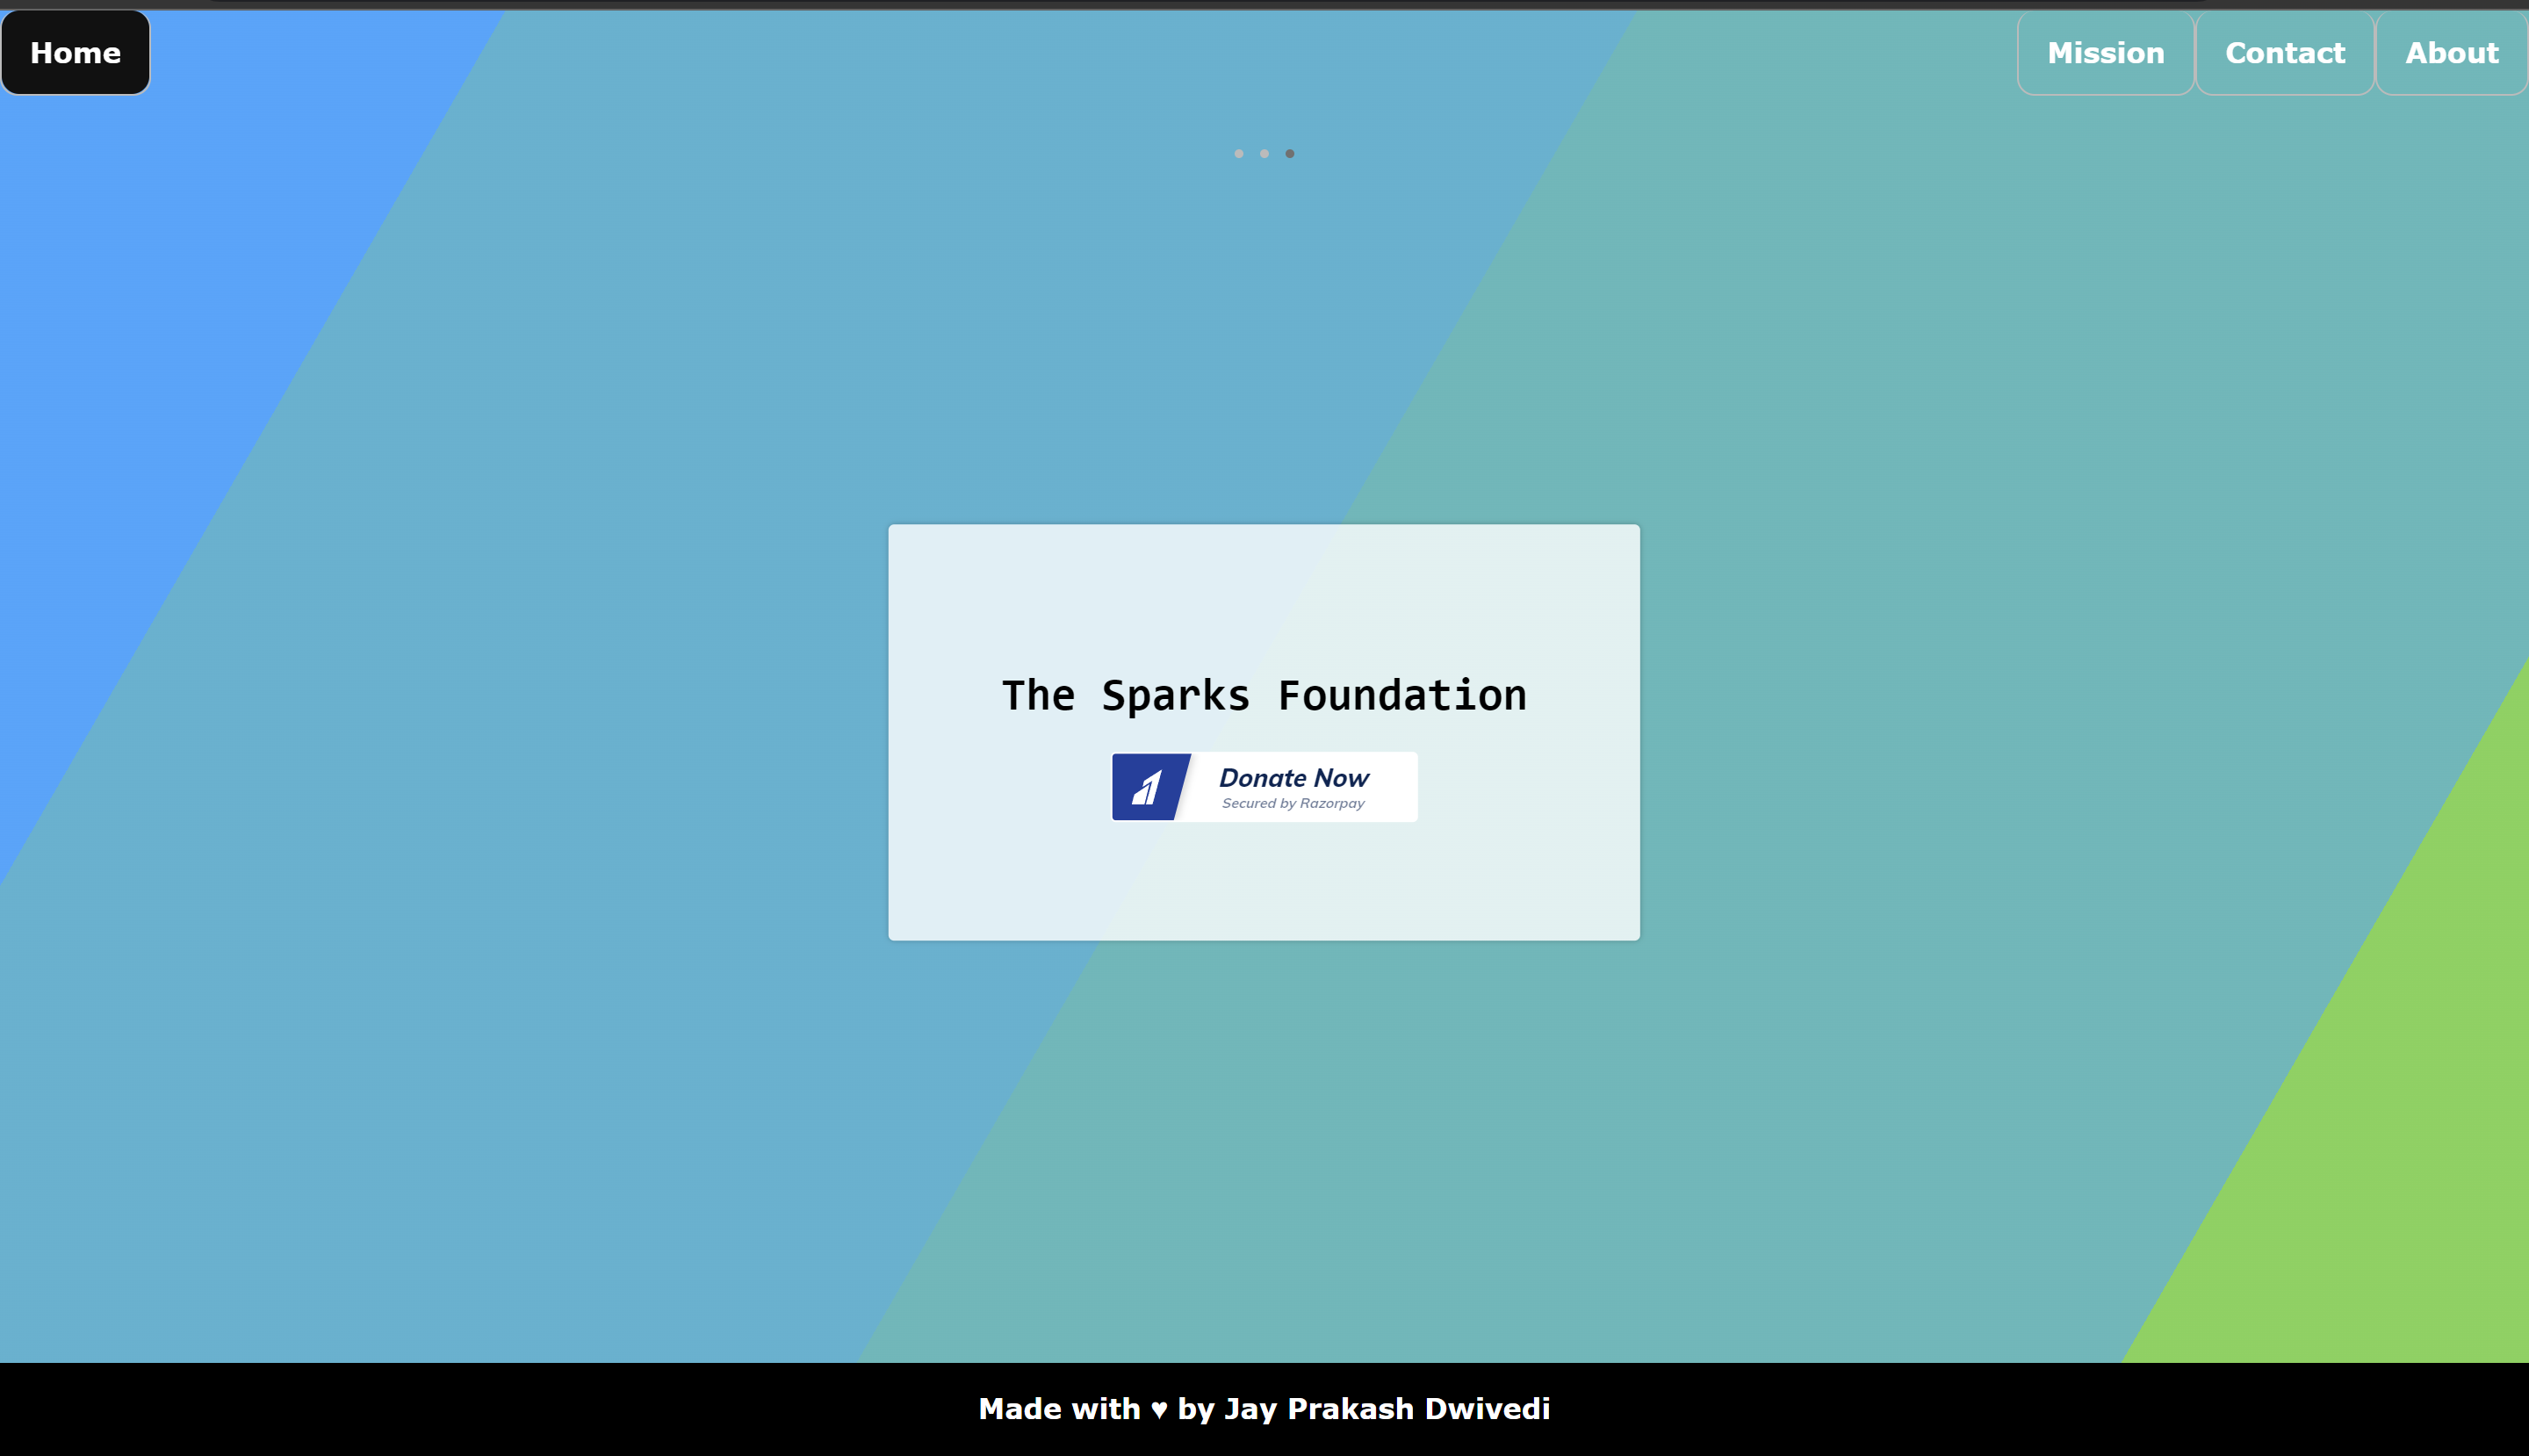 Home
Mission
Contact
About
The Sparks Foundation
Donate Now
Secured by Razorpay
Made with ♥ by Jay Prakash Dwivedi